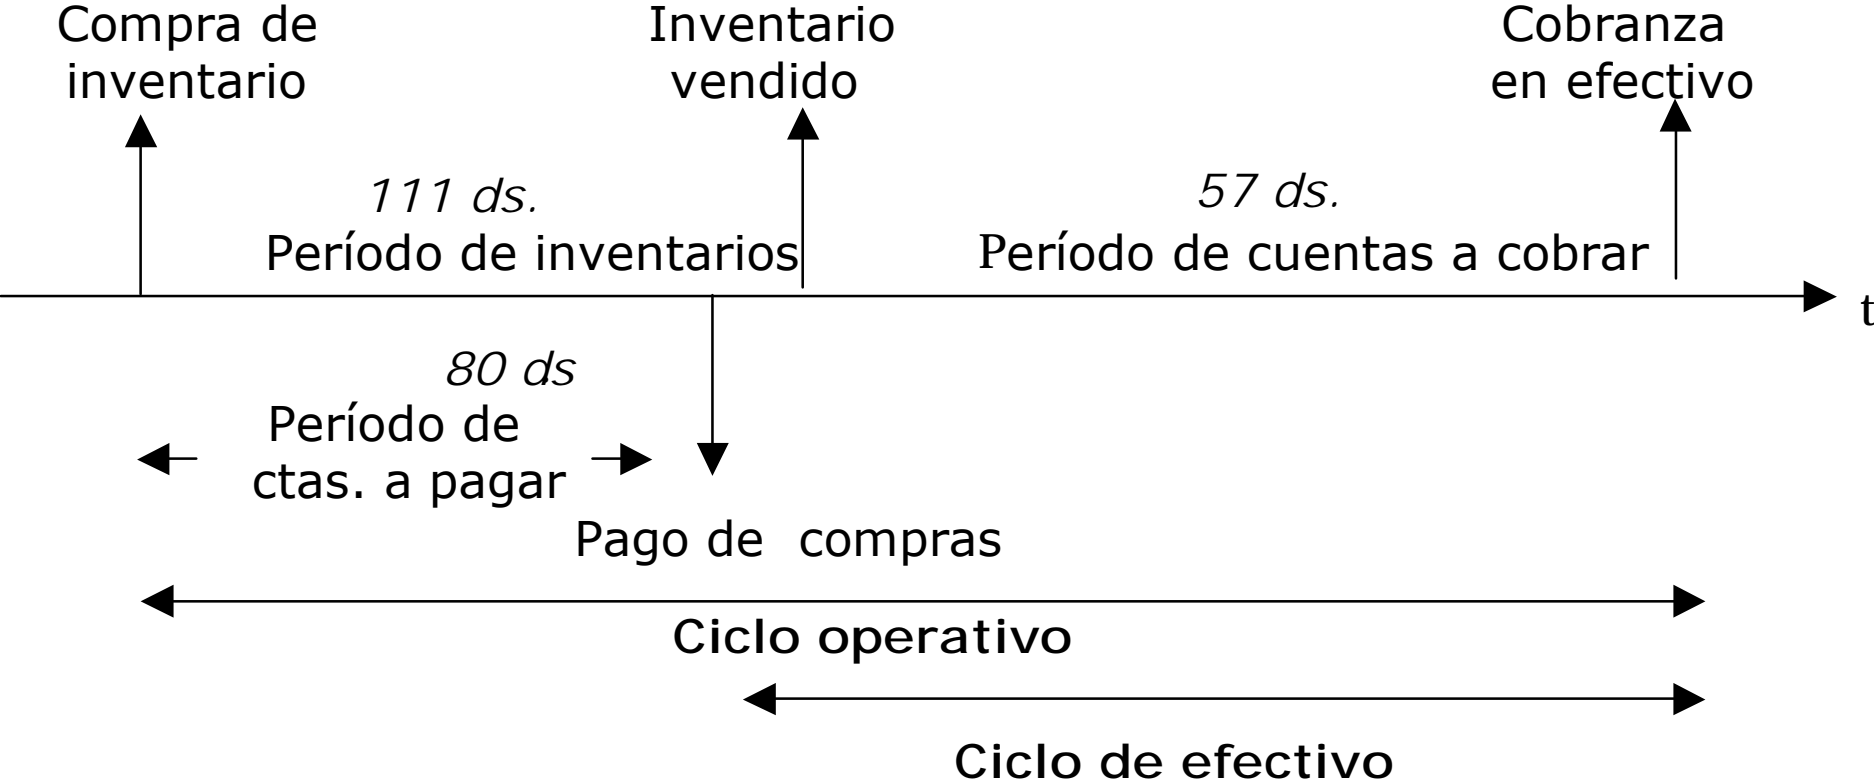 Compra de
inventario
Inventario
vendido
Cobranza
en efectivo
111 ds.
Período de inventarios
57 ds.
Período de cuentas a cobrar
t
80 ds
Período de
ctas. a pagar
Pago de compras
Ciclo operativo
Ciclo de efectivo